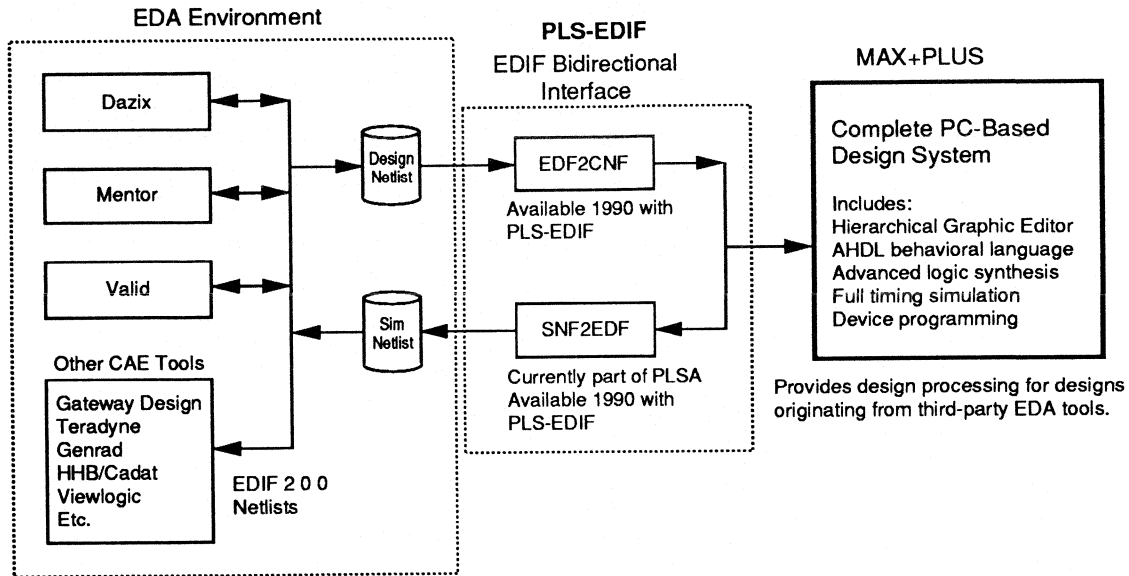 EDA Environment
Dazix
Mentor
Valid
Other CAE Tools
Gateway Design
Teradyne
Genrad
HHB/Cadat
Viewlogic
Etc.
EDIF 2 0 0
Netlists
Design
Netlist
Sim
Netlist
PLS-EDIF
EDIF Bidirectional
Interface
EDF2CNF
Available 1990 with
PLS-EDIF
SNF2EDF
Currently part of PLSA
Available 1990 with
PLS-EDIF
MAX+PLUS
Complete PC-Based
Design System
Includes:
Hierarchical Graphic Editor
AHDL behavioral language
Advanced logic synthesis
Full timing simulation
Device programming
Provides design processing for designs
originating from third-party EDA tools.